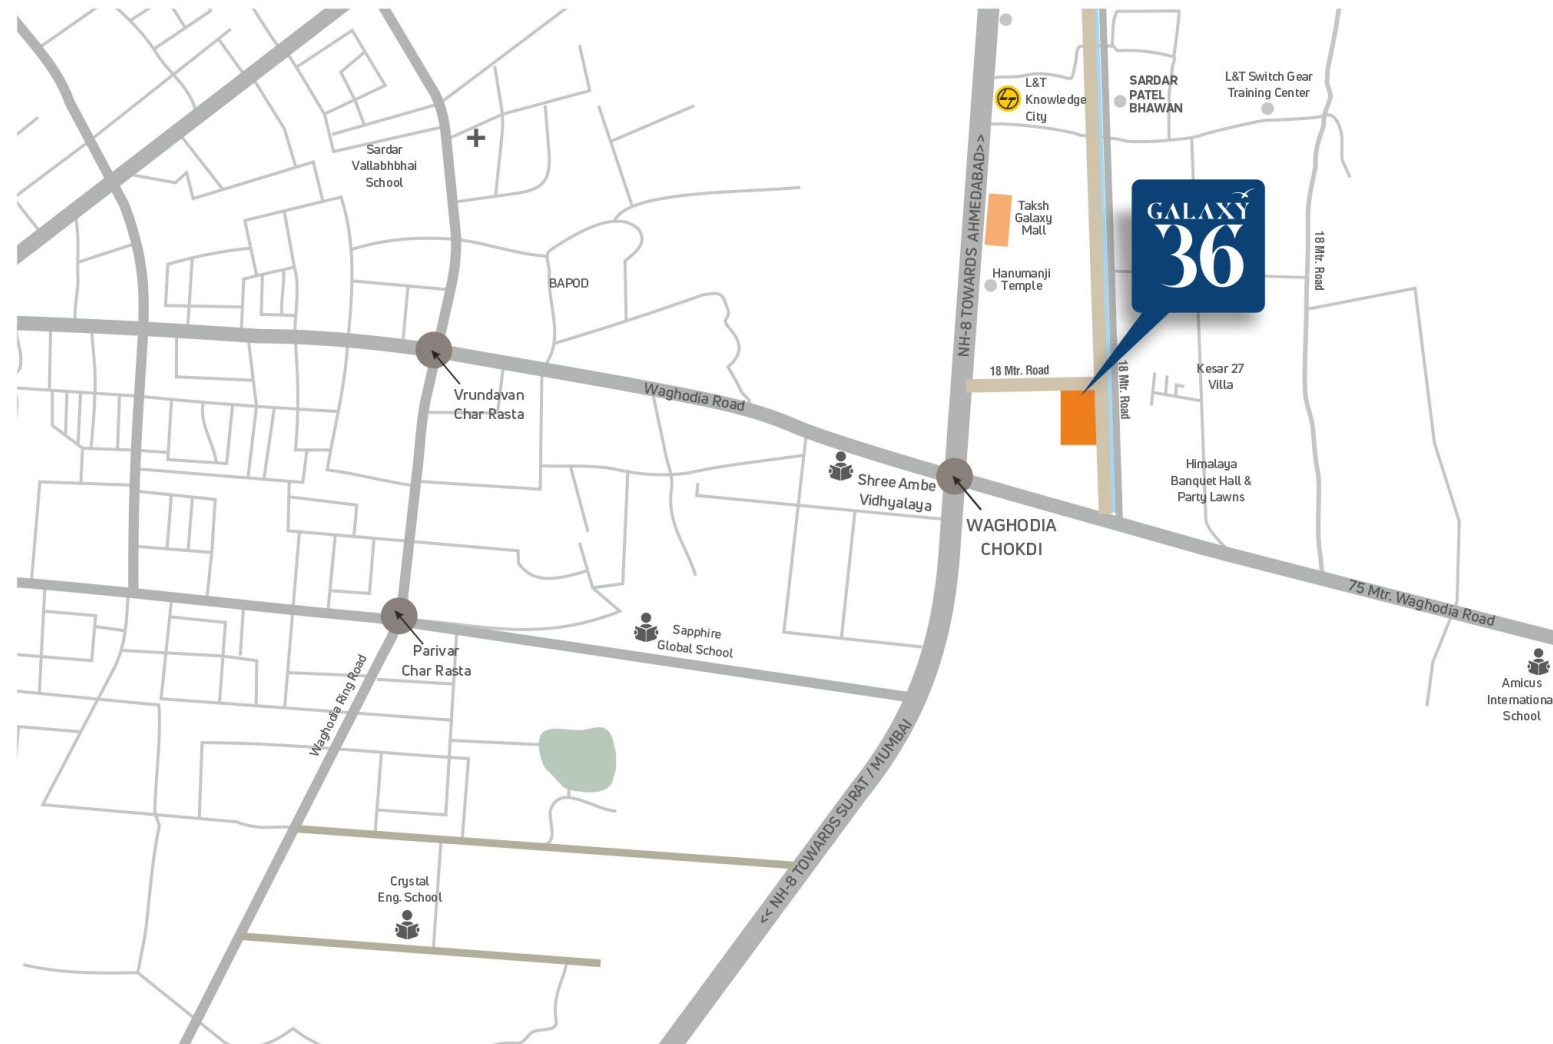 L&T
Knowledge
City
SARDAR
PATEL
BHAWAN
L&T Switch Gear
Training Center
Sardar
Vallabhbhai
School
NH-8 TOWARDS AHMEDABAD>>
Taksh
Galaxy
Mall
GALAXY
36
18 Mtr. Road
Hanumanji
Temple
BAPOD
18 Mtr. Road
18 Mtr. Road
Kesar 27
Villa
Vrundavan
Char Rasta
Waghodia Road
Shree Ambe
Vidhyalaya
Himalaya
Banquet Hall &
Party Lawns
WAGHODIA
CHOKDI
75 Mtr. Waghodia Road
Sapphire
Global School
Parivar
Char Rasta
Waghodia Ring Road
Amicus
Internationa
School
<< NH-8 TOWARDS SURAT / MUMBAI
Crystal
Eng. School